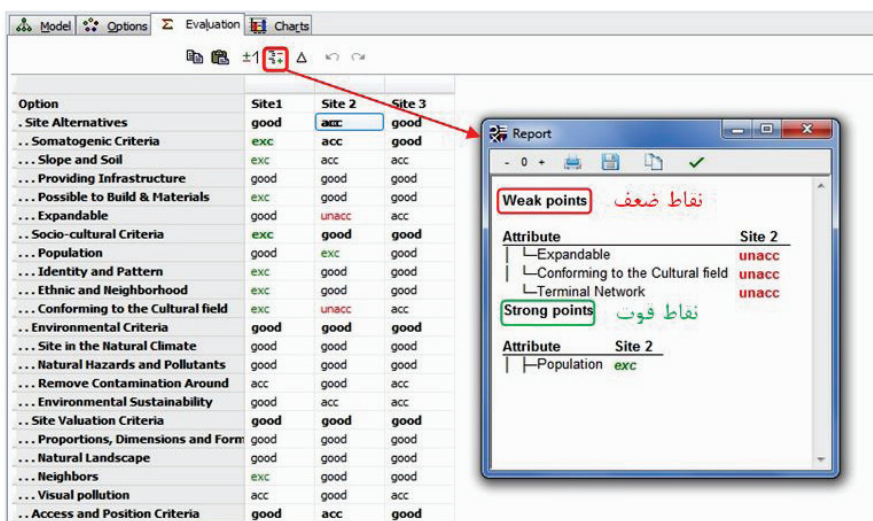 Model Options Σ Evaluation Charts
±1 Δ
Option Site1 Site 2 Site 3
. Site Alternatives good acc good
. . Somatogenic Criteria exc acc good
. . . Slope and Soil exc acc acc
. . . Providing Infrastructure good good good
. . . Possible to Build & Materials exc good good
. . . Expandable good unacc acc
. . Socio-cultural Criteria exc good good
. . . Population good exc good
. . . Identity and Pattern exc good good
. . . Ethnic and Neighborhood exc good good
. . . Conforming to the Cultural field exc unacc acc
. . Environmental Criteria good good good
. . . Site in the Natural Climate good good good
. . . Natural Hazards and Pollutants good good good
. . . Remove Contamination Around acc good acc
. . . Environmental Sustainability good acc acc
. . Site Valuation Criteria good good good
. . . Proportions, Dimensions and Form good good good
. . . Natural Landscape good good good
. . . Neighbors exc good good
. . . Visual pollution acc good acc
. . Access and Position Criteria good acc good
Report
- 0 +
Weak points نقاط ضعف
Attribute Site 2
Expandable unacc
Conforming to the Cultural field unacc
Terminal Network unacc
Strong points نقاط قوت
Attribute Site 2
Population exc